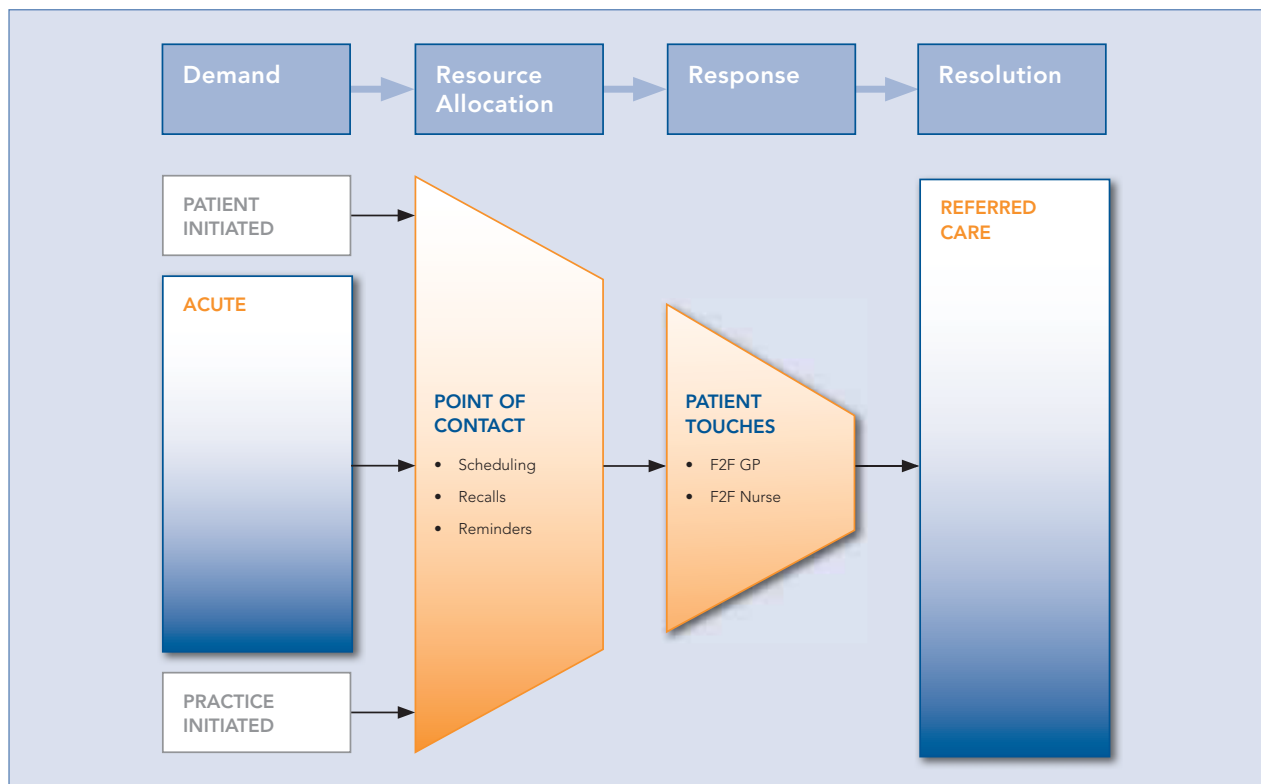 Demand
Resource
Allocation
Response
Resolution
PATIENT
INITIATED
ACUTE
PRACTICE
INITIATED
POINT OF
CONTACT
• Scheduling
• Recalls
• Reminders
PATIENT
TOUCHES
• F2F GP
• F2F Nurse
REFERRED
CARE